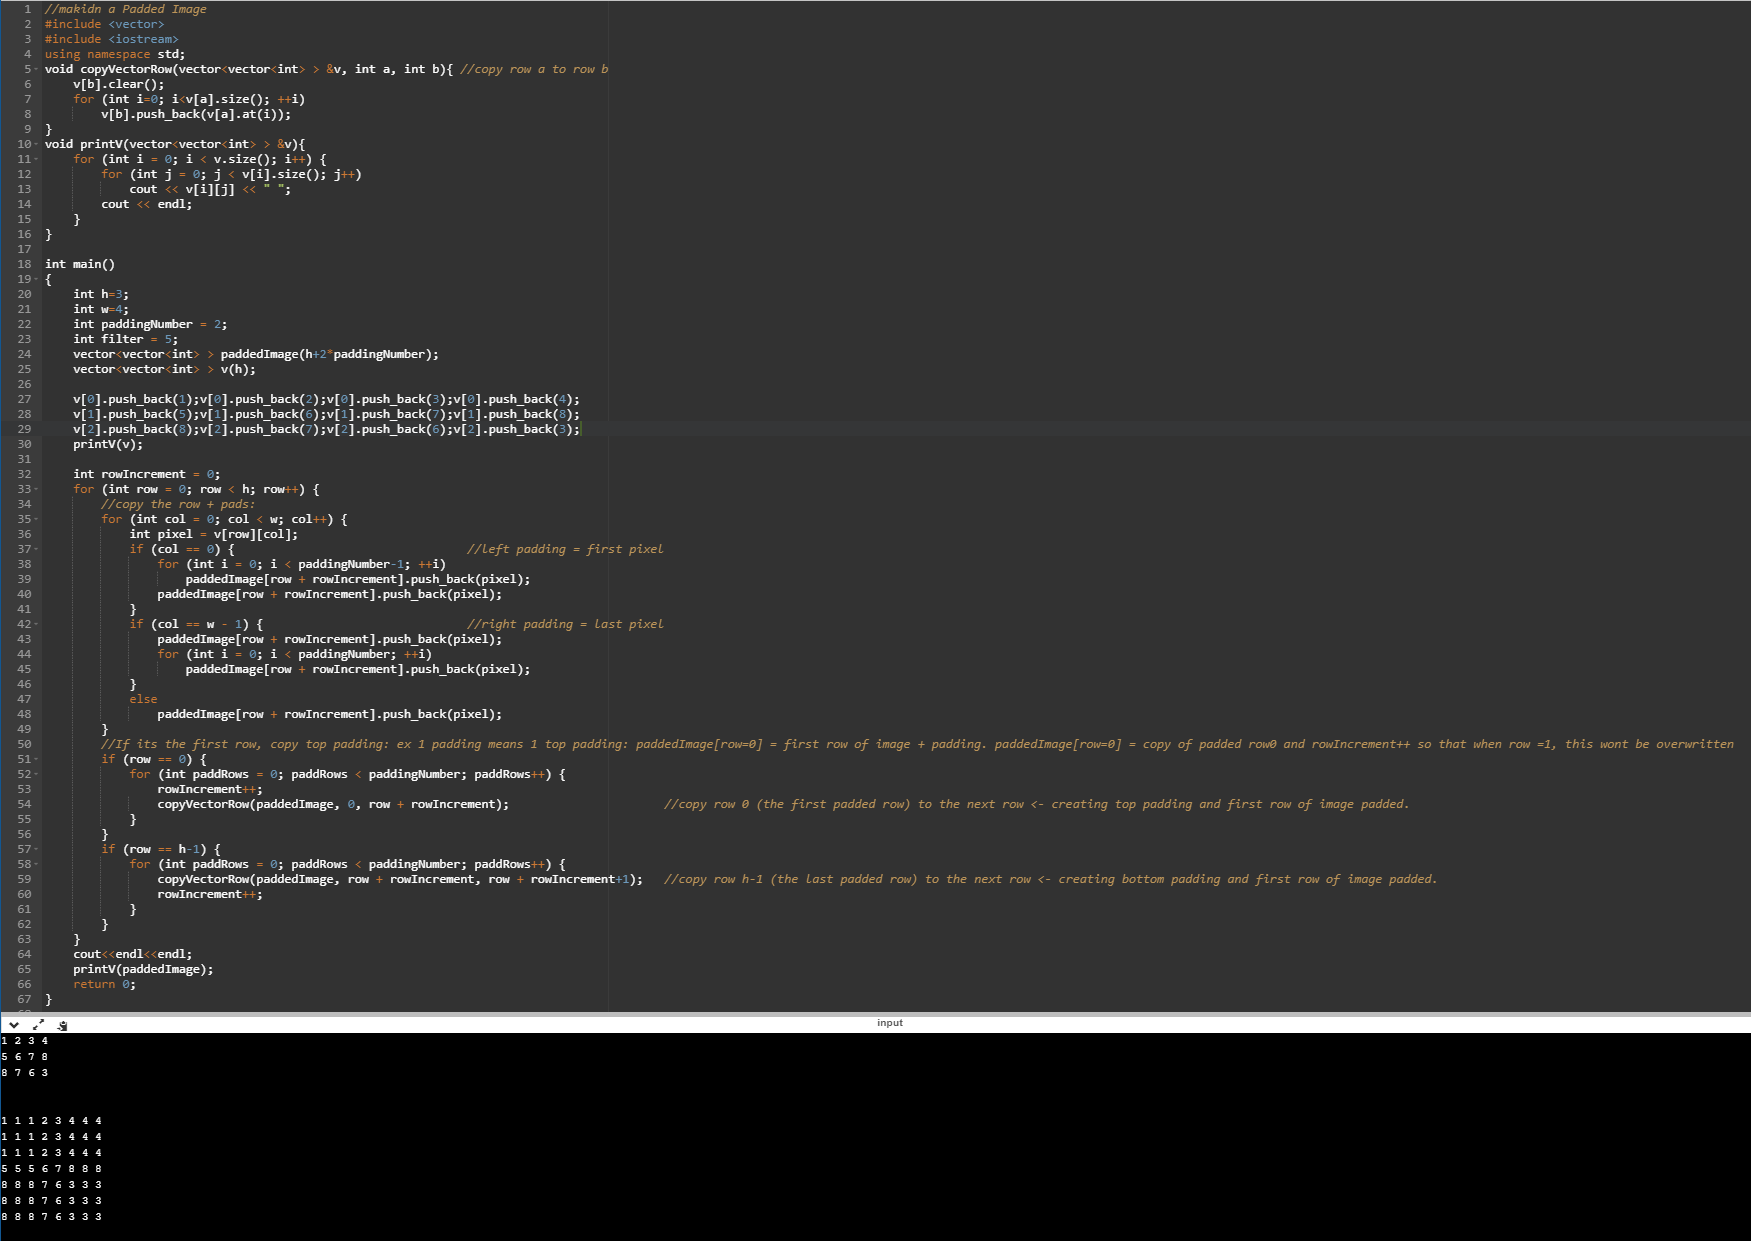 1 //makidn a Padded Image
2 #include <vector>
3 #include <iostream>
4 using namespace std;
5 void copyVectorRow(vector<vector<int> > &v, int a, int b){ //copy row a to row b
6     v[b].clear();
7     for (int i=0; i<v[a].size(); ++i)
8         v[b].push_back(v[a].at(i));
9 }
10 void printV(vector<vector<int> > &v){
11     for (int i = 0; i < v.size(); i++) {
12         for (int j = 0; j < v[i].size(); j++)
13             cout << v[i][j] << " ";
14         cout << endl;
15     }
16 }
17
18 int main()
19 {
20     int h=3;
21     int w=4;
22     int paddingNumber = 2;
23     int filter = 5;
24     vector<vector<int> > paddedImage(h+2*paddingNumber);
25     vector<vector<int> > v(h);
26
27     v[0].push_back(1);v[0].push_back(2);v[0].push_back(3);v[0].push_back(4);
28     v[1].push_back(5);v[1].push_back(6);v[1].push_back(7);v[1].push_back(8);
29     v[2].push_back(8);v[2].push_back(7);v[2].push_back(6);v[2].push_back(3);
30     printV(v);
31
32     int rowIncrement = 0;
33     for (int row = 0; row < h; row++) {
34         //copy the row + pads:
35         for (int col = 0; col < w; col++) {
36             int pixel = v[row][col];
37             if (col == 0) {                                 //left padding = first pixel
38                 for (int i = 0; i < paddingNumber-1; ++i)
39                     paddedImage[row + rowIncrement].push_back(pixel);
40                 paddedImage[row + rowIncrement].push_back(pixel);
41             }
42             if (col == w - 1) {                             //right padding = last pixel
43                 paddedImage[row + rowIncrement].push_back(pixel);
44                 for (int i = 0; i < paddingNumber; ++i)
45                     paddedImage[row + rowIncrement].push_back(pixel);
46             }
47             else
48                 paddedImage[row + rowIncrement].push_back(pixel);
49         }
50         //If its the first row, copy top padding: ex 1 padding means 1 top padding: paddedImage[row=0] = first row of image + padding. paddedImage[row=0] = copy of padded row0 and rowIncrement++ so that when row =1, this wont be overwritten
51         if (row == 0) {
52             for (int paddRows = 0; paddRows < paddingNumber; paddRows++) {
53                 rowIncrement++;
54                 copyVectorRow(paddedImage, 0, row + rowIncrement);                      //copy row 0 (the first padded row) to the next row <- creating top padding and first row of image padded.
55             }
56         }
57         if (row == h-1) {
58             for (int paddRows = 0; paddRows < paddingNumber; paddRows++) {
59                 copyVectorRow(paddedImage, row + rowIncrement, row + rowIncrement+1);   //copy row h-1 (the last padded row) to the next row <- creating bottom padding and first row of image padded.
60                 rowIncrement++;
61             }
62         }
63     }
64     cout<<endl<<endl;
65     printV(paddedImage);
66     return 0;
67 }
input
1 2 3 4
5 6 7 8
8 7 6 3
1 1 1 2 3 4 4 4
1 1 1 2 3 4 4 4
1 1 1 2 3 4 4 4
5 5 5 6 7 8 8 8
8 8 8 7 6 3 3 3
8 8 8 7 6 3 3 3
8 8 8 7 6 3 3 3